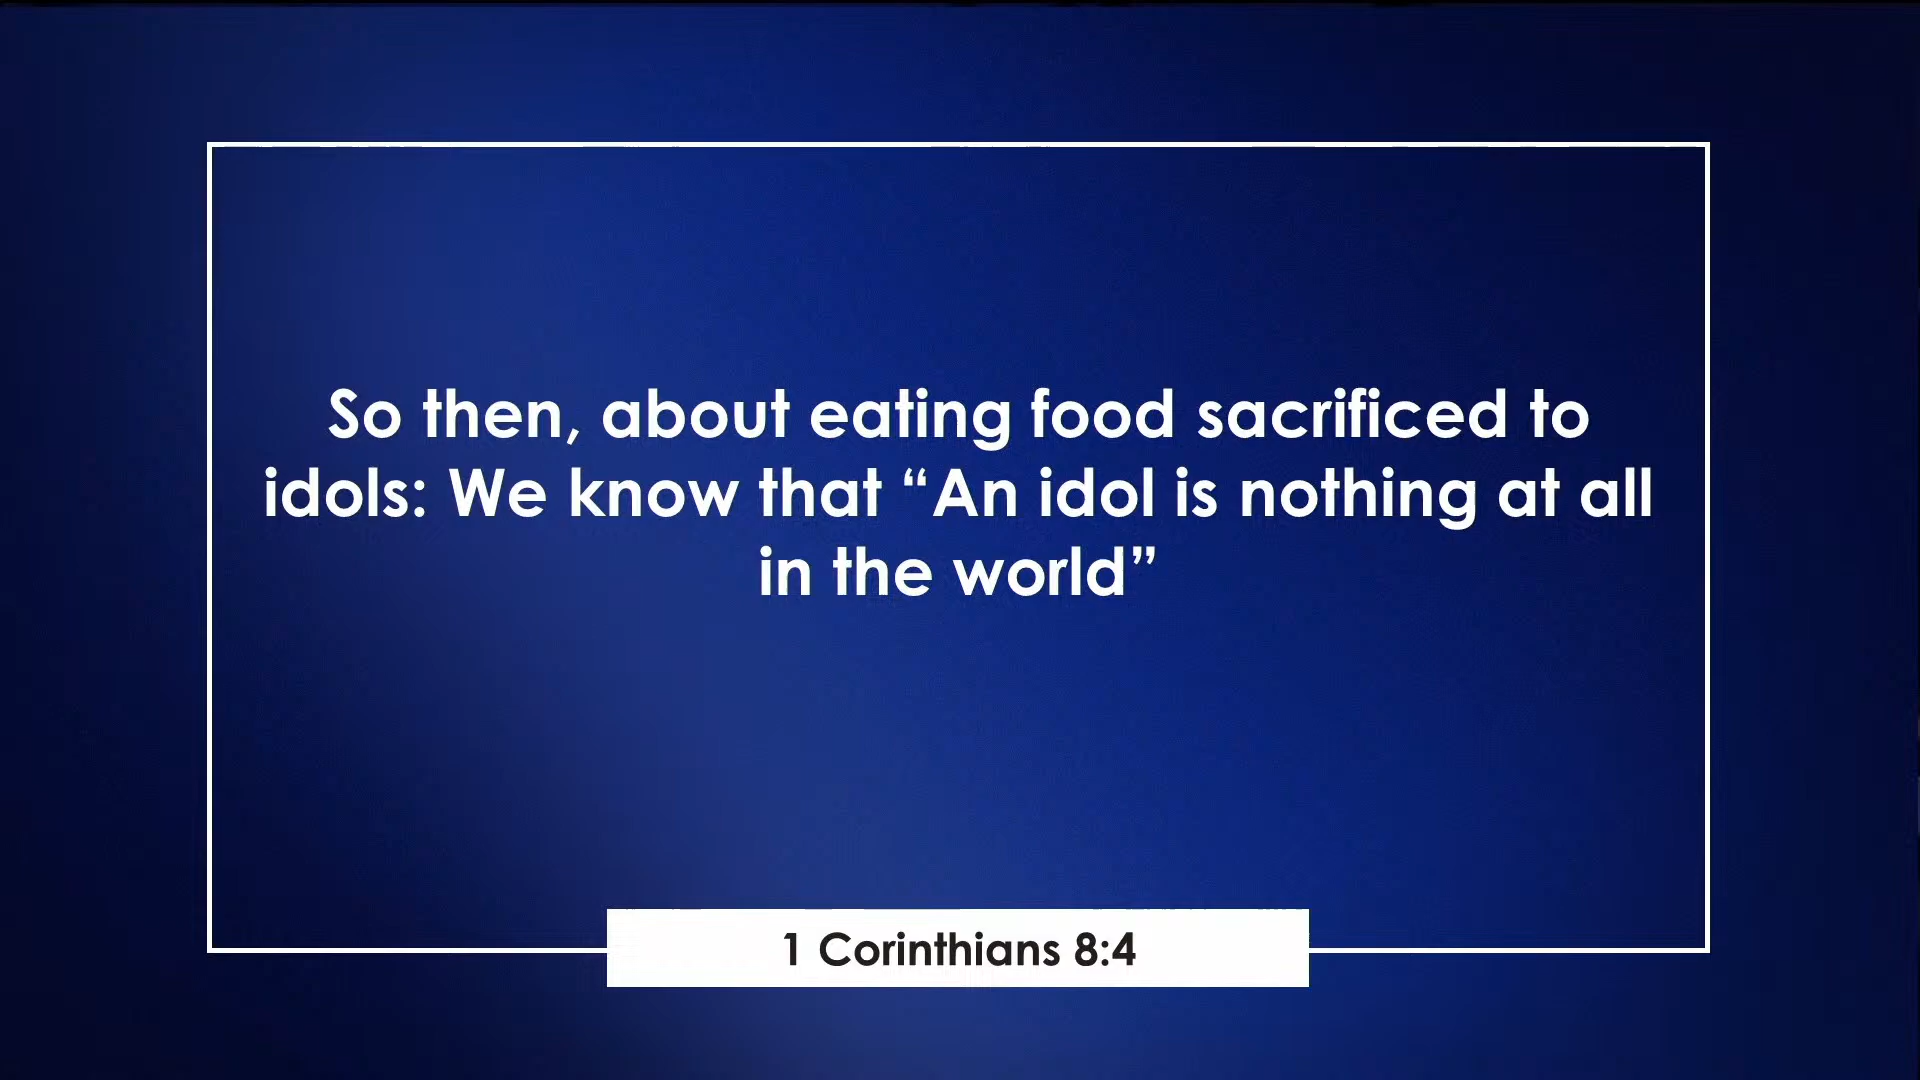 So then, about eating food sacrificed to
idols: We know that “An idol is nothing at all
in the world”
1 Corinthians 8:4